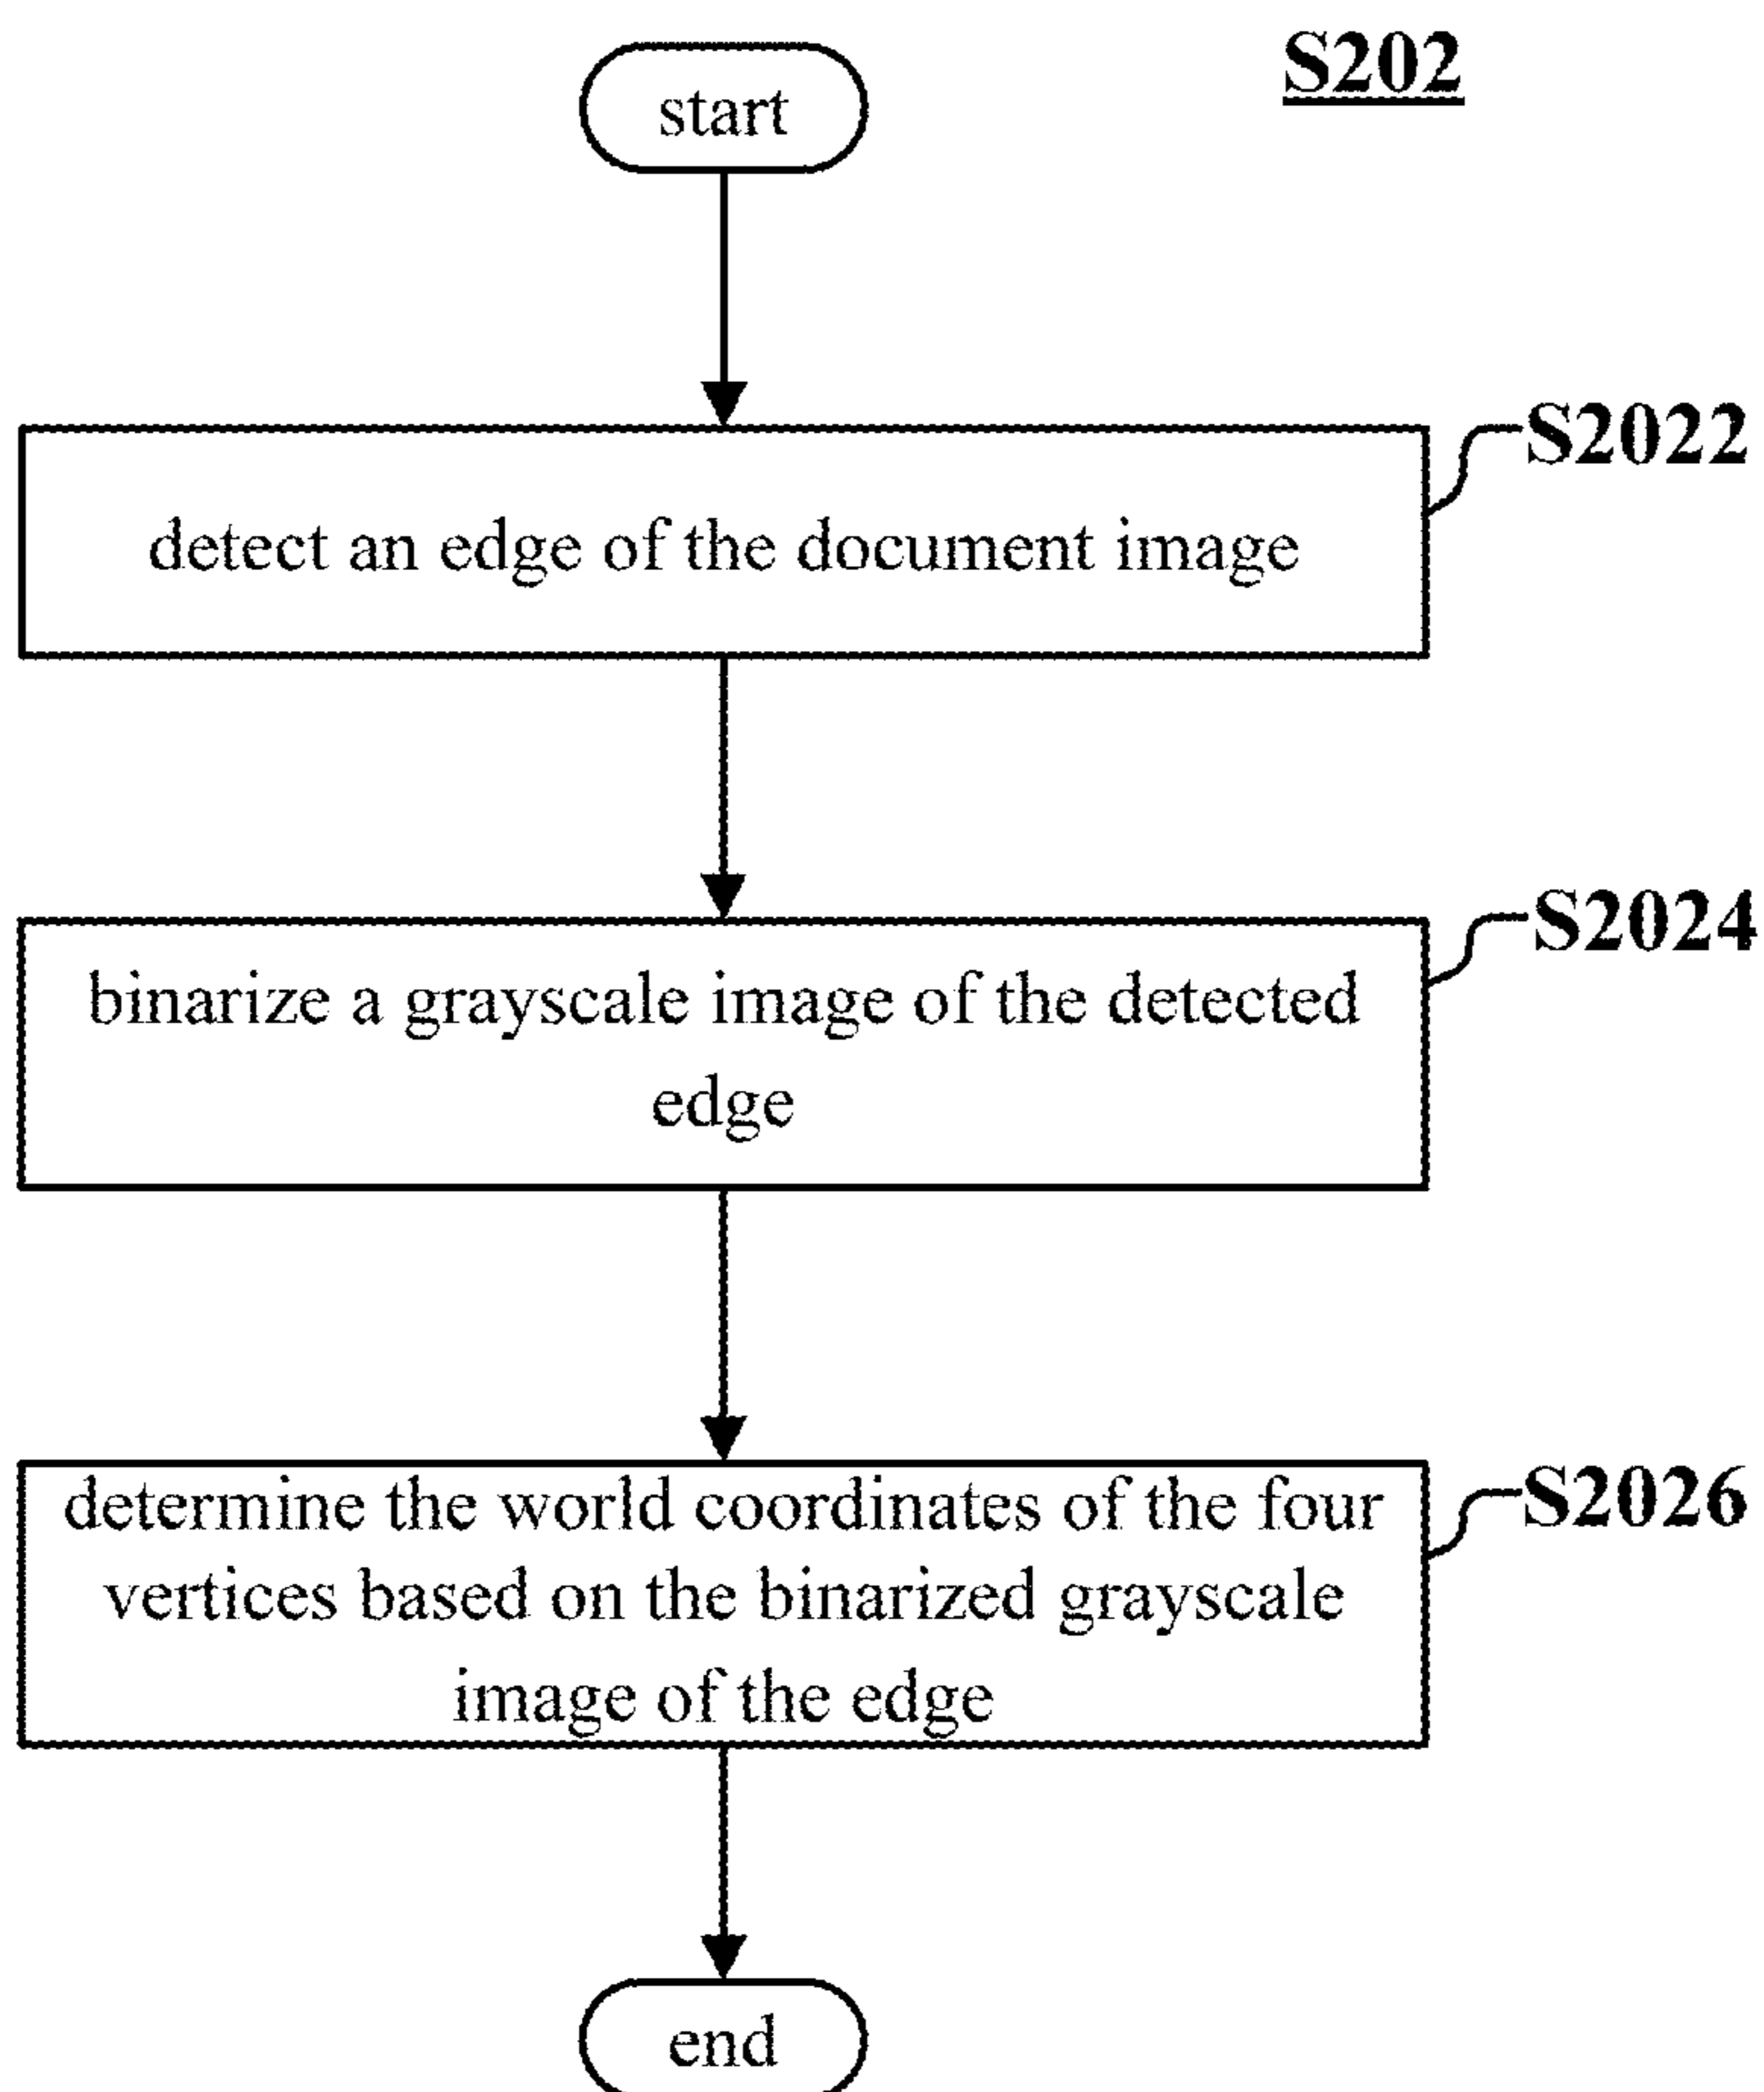 S202
start
S2022
detect an edge of the document image
S2024
binarize a grayscale image of the detected
edge
S2026
determine the world coordinates of the four
vertices based on the binarized grayscale
image of the edge
end